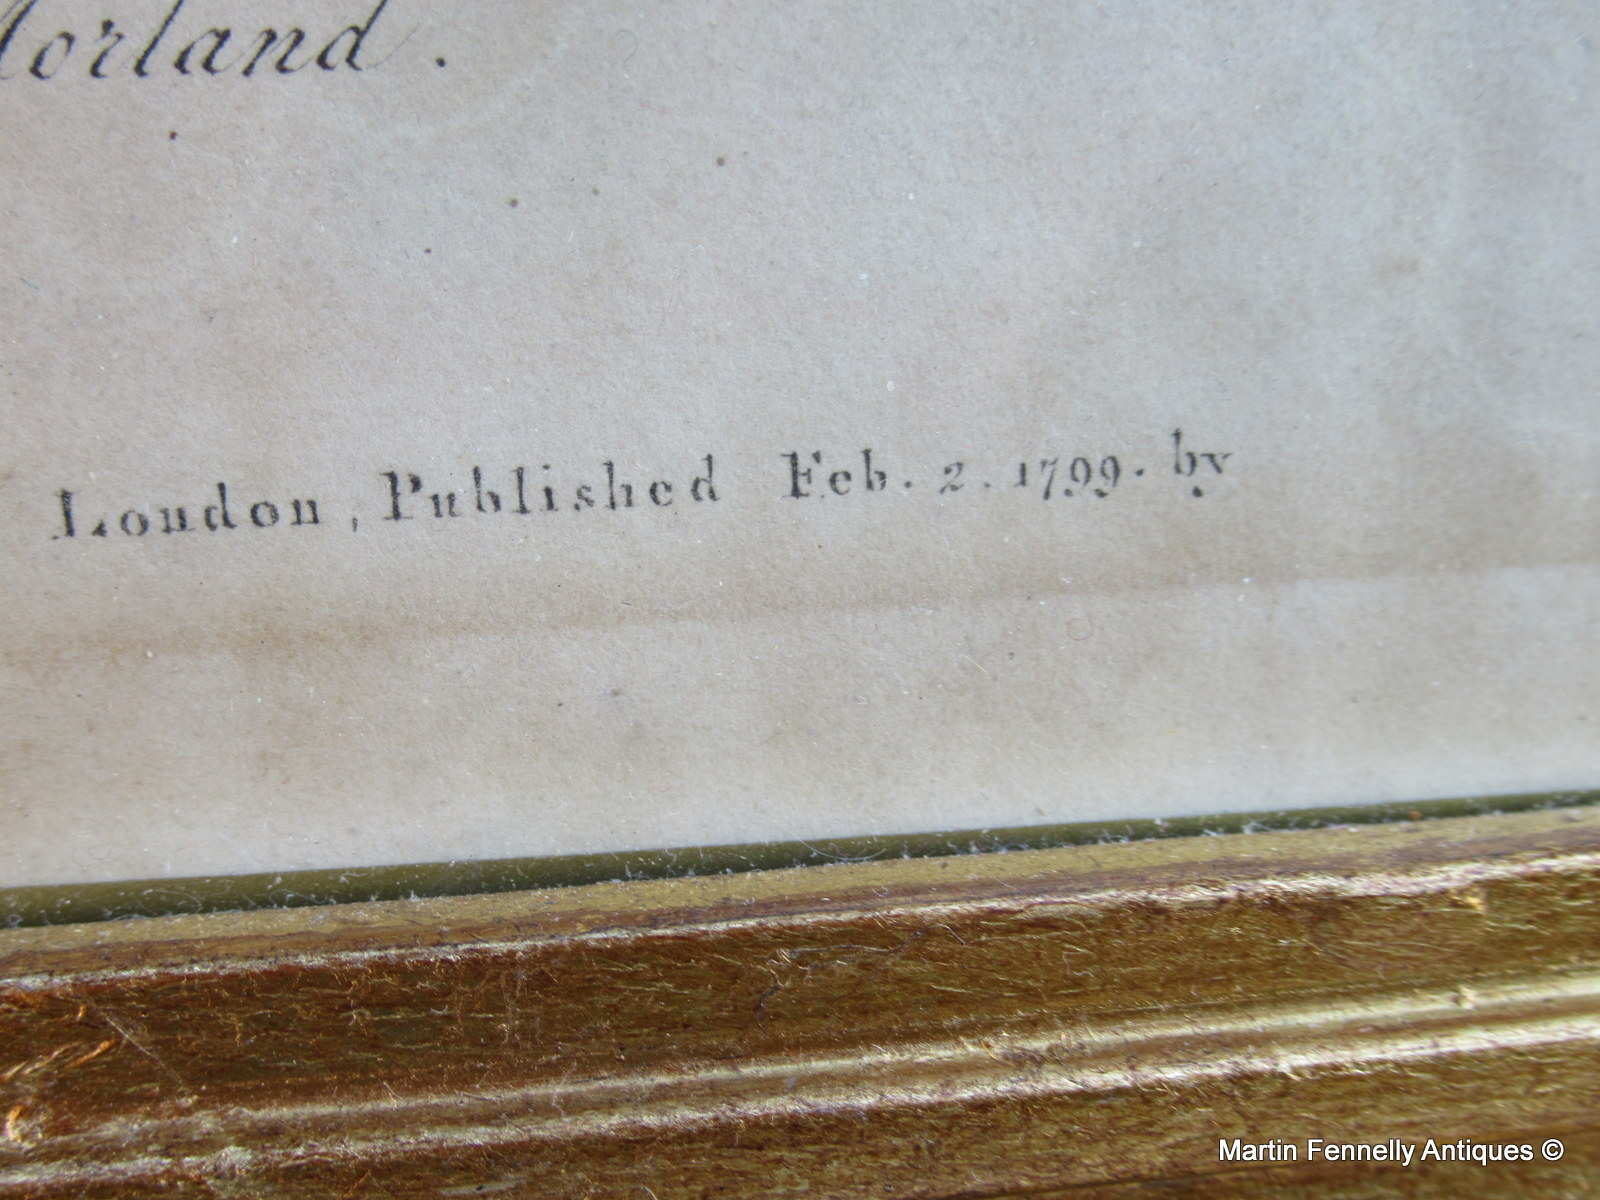 Morland.
London, Published Feb. 2. 1799. by
Martin Fennelly Antiques ©